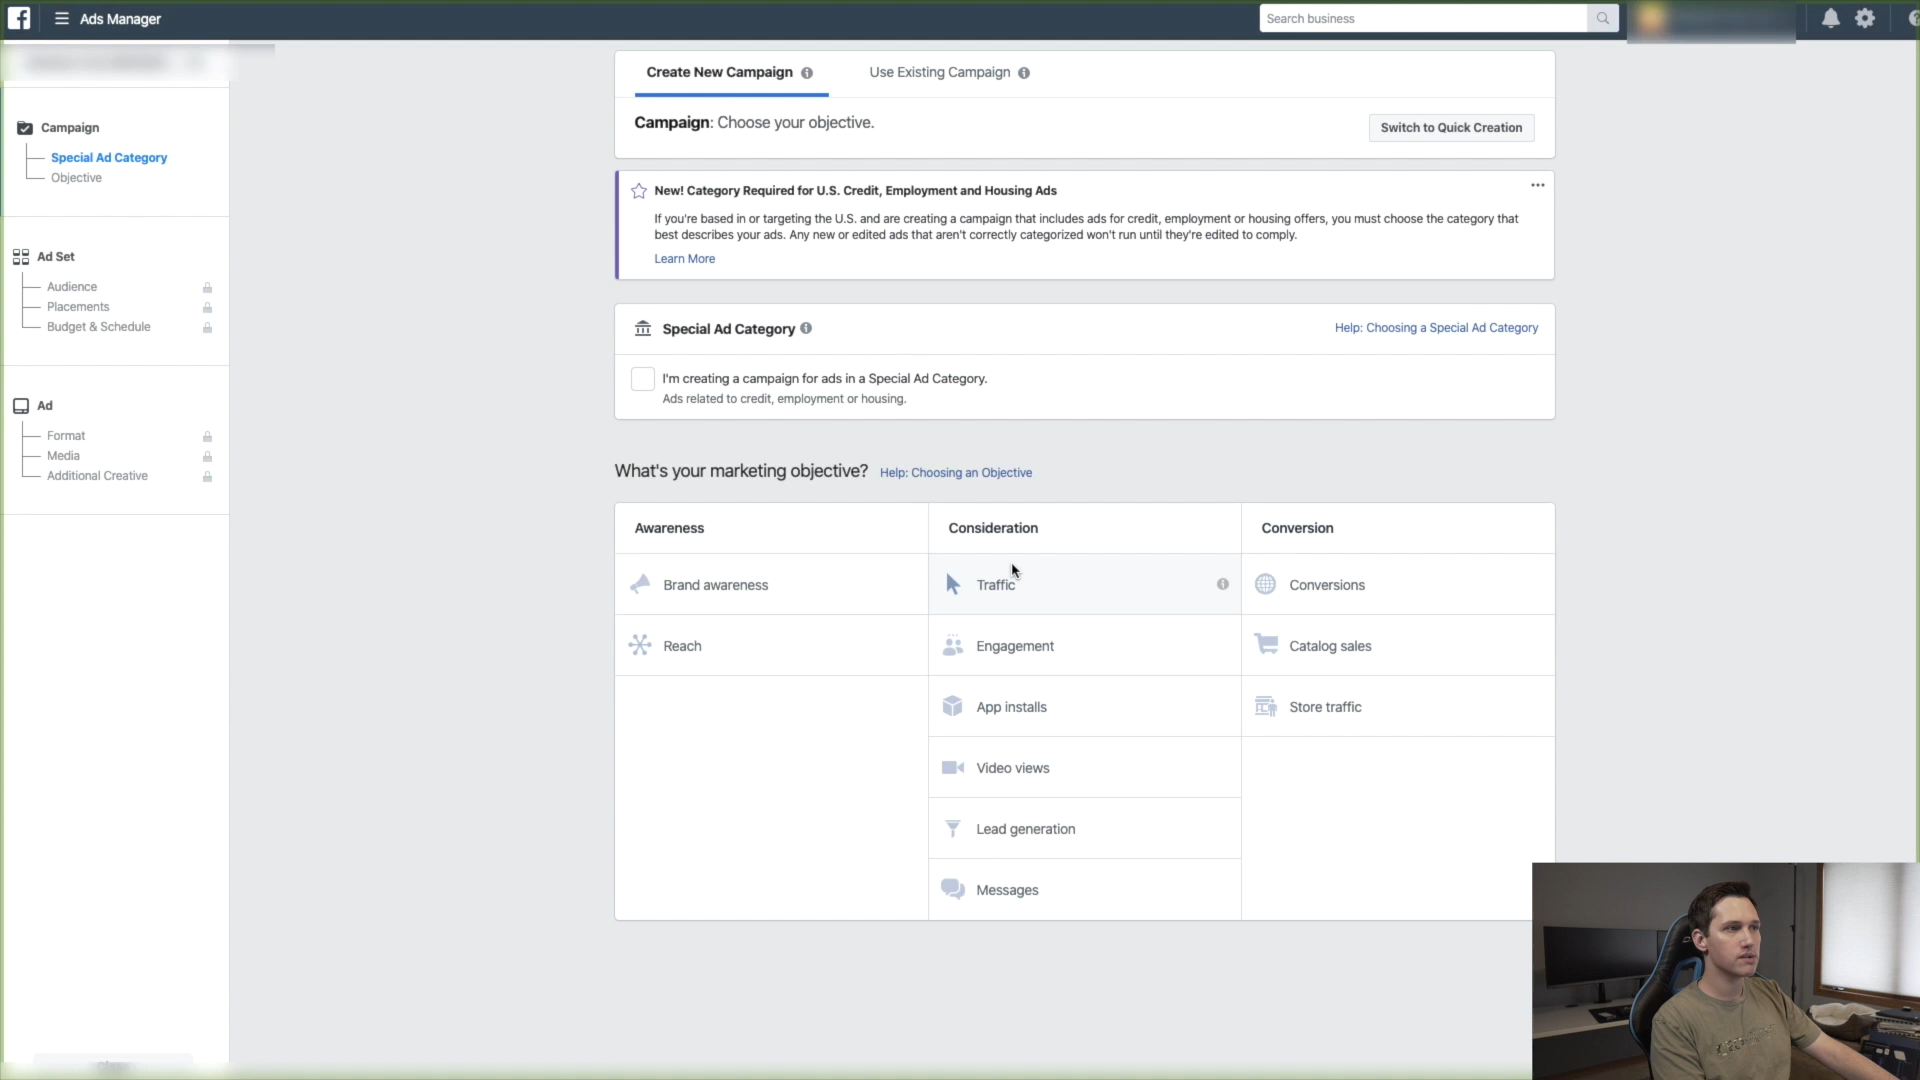 Ads Manager
Search business
Create New Campaign
Use Existing Campaign
Campaign: Choose your objective.
Switch to Quick Creation
Campaign
Special Ad Category
Objective
Ad Set
Audience
Placements
Budget & Schedule
Ad
Format
Media
Additional Creative
New! Category Required for U.S. Credit, Employment and Housing Ads
If you're based in or targeting the U.S. and are creating a campaign that includes ads for credit, employment or housing offers, you must choose the category that
best describes your ads. Any new or edited ads that aren't correctly categorized won't run until they're edited to comply.
Learn More
Special Ad Category
Help: Choosing a Special Ad Category
I'm creating a campaign for ads in a Special Ad Category.
Ads related to credit, employment or housing.
What's your marketing objective?
Help: Choosing an Objective
Awareness
Consideration
Conversion
Brand awareness
Traffic
Conversions
Reach
Engagement
Catalog sales
App installs
Store traffic
Video views
Lead generation
Messages